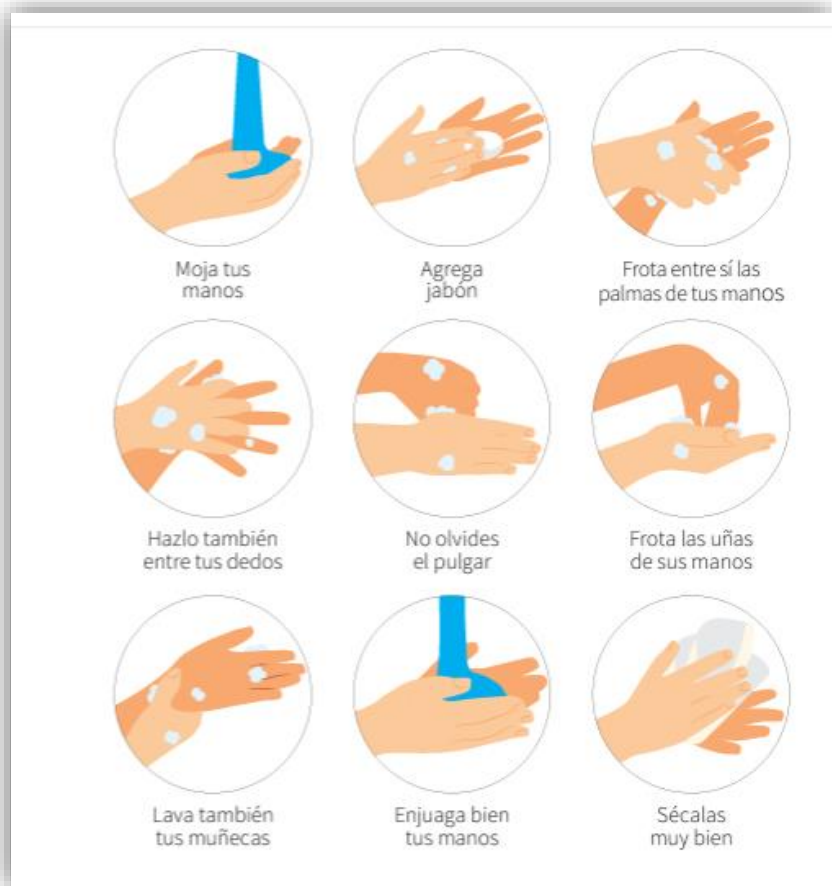 Moja tus
manos
Agrega
jabón
Frota entre sí las
palmas de tus manos
Hazlo también
entre tus dedos
No olvides
el pulgar
Frota las uñas
de sus manos
Lava también
tus muñecas
Enjuaga bien
tus manos
Sécalas
muy bien